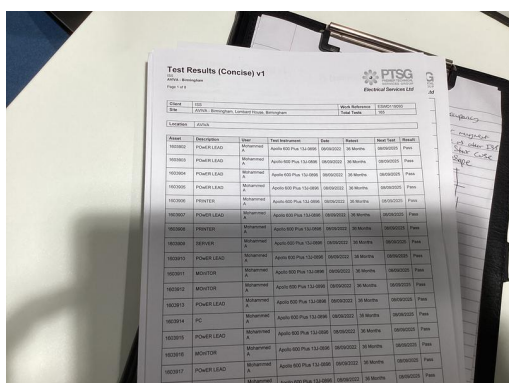 Test Results (Concise) v1
ISS
AVIVA - Birmingham
Page 1 of 8
PTSG
Electrical Services Ltd
Client ISS Work Reference
Site AVIVA - Birmingham, Lombard House, Birmingham Total Tests 165
Location AVIVA
Asset Description User Test Instrument Date Retest Next Test Result
1603902 POWER LEAD Mohammed A Apollo 600 Plus 13J-0896 08/09/2022 36 Months 08/09/2025 Pass
1603903 POWER LEAD Mohammed A Apollo 600 Plus 13J-0896 08/09/2022 36 Months 08/09/2025 Pass
1603904 POWER LEAD Mohammed A Apollo 600 Plus 13J-0896 08/09/2022 36 Months 08/09/2025 Pass
1603905 POWER LEAD Mohammed A Apollo 600 Plus 13J-0896 08/09/2022 36 Months 08/09/2025 Pass
1603906 PRINTER Mohammed A Apollo 600 Plus 13J-0896 08/09/2022 36 Months 08/09/2025 Pass
1603907 POWER LEAD Mohammed A Apollo 600 Plus 13J-0896 08/09/2022 36 Months 08/09/2025 Pass
1603908 PRINTER Mohammed A Apollo 600 Plus 13J-0896 08/09/2022 36 Months 08/09/2025 Pass
1603909 SERVER Mohammed A Apollo 600 Plus 13J-0896 08/09/2022 36 Months 08/09/2025 Pass
1603910 POWER LEAD Mohammed A Apollo 600 Plus 13J-0896 08/09/2022 36 Months 08/09/2025 Pass
1603911 MONITOR Mohammed A Apollo 600 Plus 13J-0896 08/09/2022 36 Months 08/09/2025 Pass
1603912 MONITOR Mohammed A Apollo 600 Plus 13J-0896 08/09/2022 36 Months 08/09/2025 Pass
1603913 POWER LEAD Mohammed A Apollo 600 Plus 13J-0896 08/09/2022 36 Months 08/09/2025 Pass
1603914 PC Mohammed A Apollo 600 Plus 13J-0896 08/09/2022 36 Months 08/09/2025 Pass
1603915 POWER LEAD Mohammed A Apollo 600 Plus 13J-0896 08/09/2022 36 Months 08/09/2025 Pass
1603916 MONITOR Mohammed A Apollo 600 Plus 13J-0896 08/09/2022 36 Months 08/09/2025 Pass
1603917 POWER LEAD Mohammed A Apollo 600 Plus 13J-0896 08/09/2022 36 Months 08/09/2025 Pass